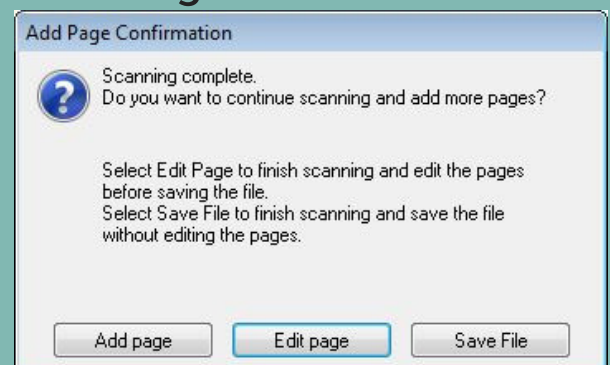 Add Page Confirmation
Scanning complete.
Do you want to continue scanning and add more pages?
Select Edit Page to finish scanning and edit the pages
before saving the file.
Select Save File to finish scanning and save the file
without editing the pages.
Add page
Edit page
Save File